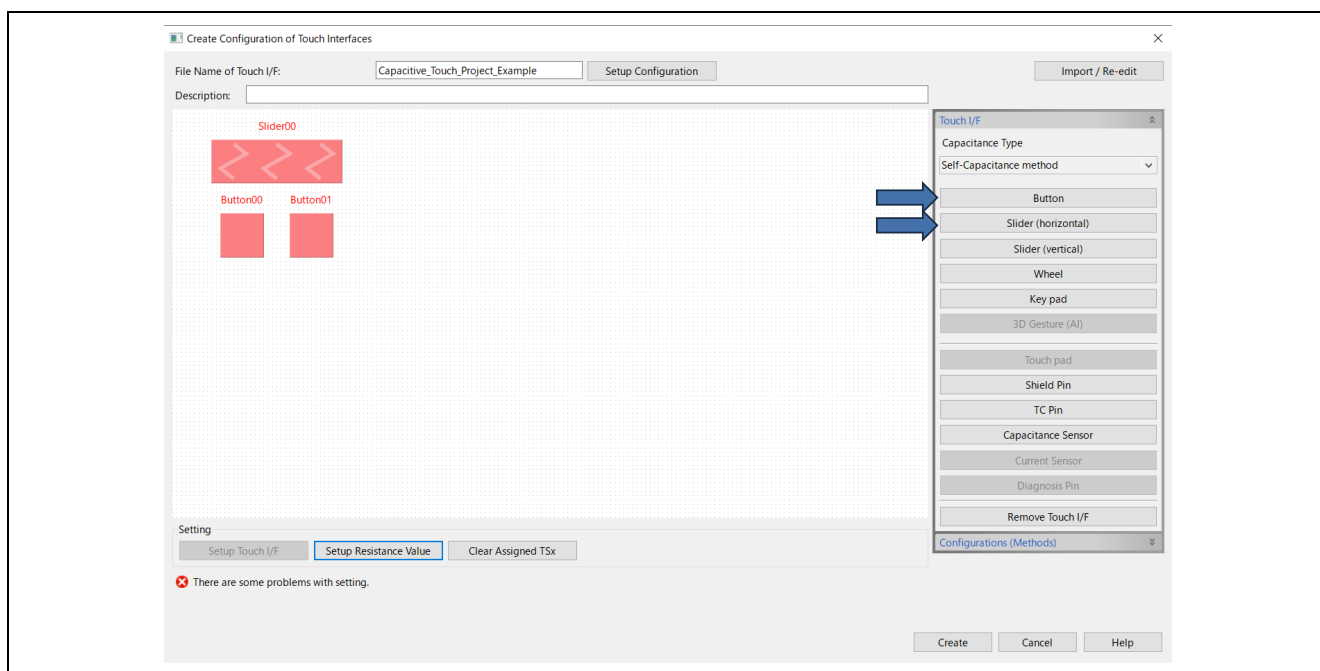 Create Configuration of Touch Interfaces
File Name of Touch I/F: Capacitive_Touch_Project_Example Setup Configuration Import / Re-edit
Description:
Slider00
Button00 Button01
Touch I/F
Capacitance Type
Self-Capacitance method
Button
Slider (horizontal)
Slider (vertical)
Wheel
Key pad
3D Gesture (AI)
Touch pad
Shield Pin
TC Pin
Capacitance Sensor
Current Sensor
Diagnosis Pin
Remove Touch I/F
Configurations (Methods)
Setting
Setup Touch I/F Setup Resistance Value Clear Assigned TSx
There are some problems with setting.
Create Cancel Help